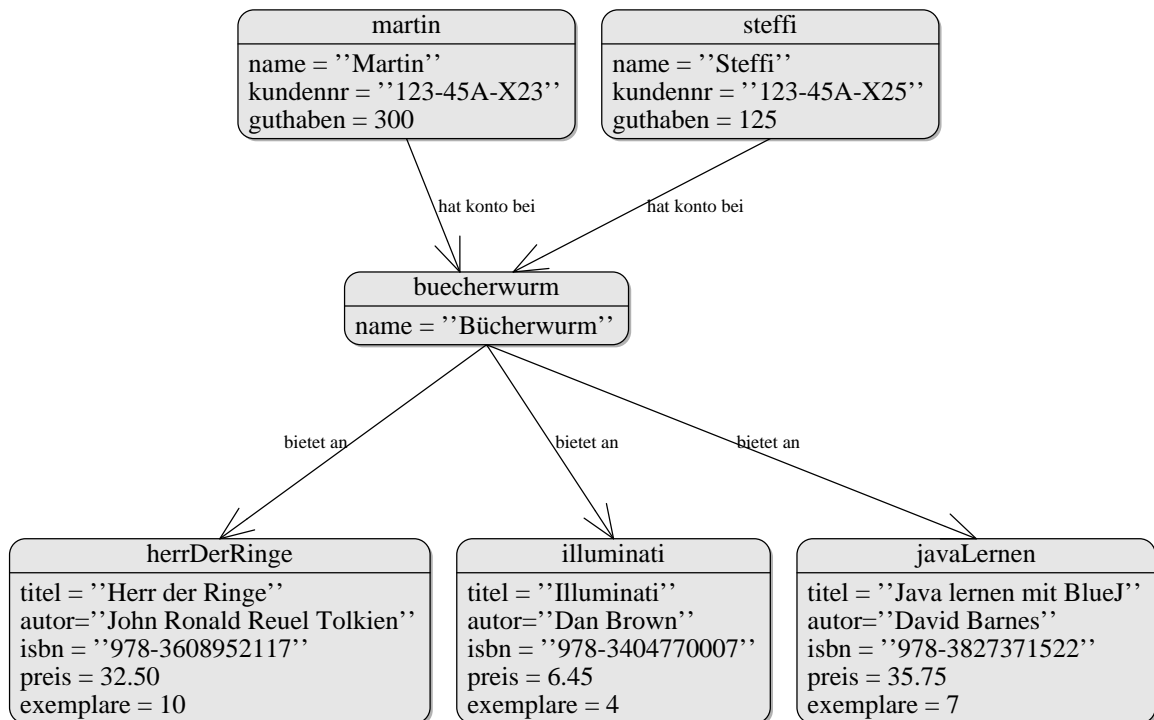 martin
name = ’’Martin’’
kundennr = ’’123-45A-X23’’
guthaben = 300
steffi
name = ’’Steffi’’
kundennr = ’’123-45A-X25’’
guthaben = 125
hat konto bei
hat konto bei
buecherwurm
name = ’’Bücherwurm’’
bietet an
bietet an
bietet an
herrDerRinge
titel = ’’Herr der Ringe’’
autor=’’John Ronald Reuel Tolkien’’
isbn = ’’978-3608952117’’
preis = 32.50
exemplare = 10
illuminati
titel = ’’Illuminati’’
autor=’’Dan Brown’’
isbn = ’’978-3404770007’’
preis = 6.45
exemplare = 4
javaLernen
titel = ’’Java lernen mit BlueJ’’
autor=’’David Barnes’’
isbn = ’’978-3827371522’’
preis = 35.75
exemplare = 7